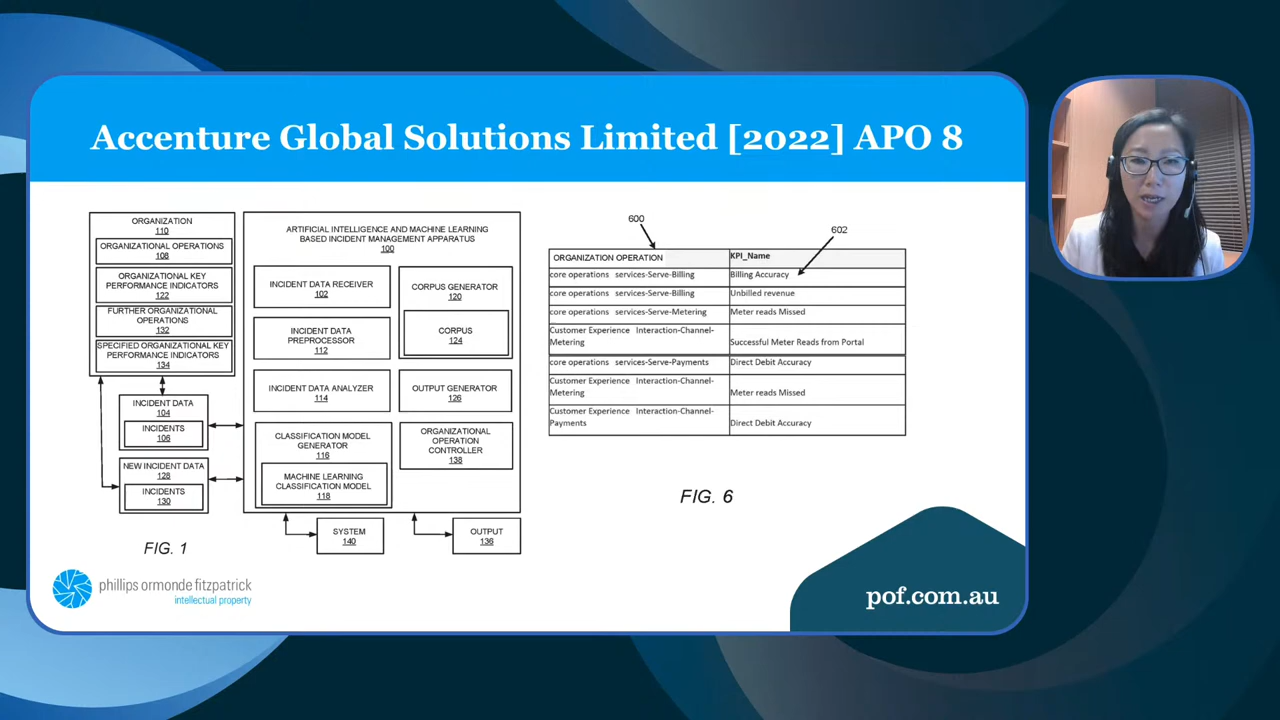 Accenture Global Solutions Limited [2022] APO 8
ORGANIZATION
110
ORGANIZATIONAL OPERATIONS
108
ORGANIZATIONAL KEY
PERFORMANCE INDICATORS
122
FURTHER ORGANIZATIONAL
OPERATIONS
132
SPECIFIED ORGANIZATIONAL KEY
PERFORMANCE INDICATORS
134
INCIDENT DATA
104
INCIDENTS
106
NEW INCIDENT DATA
128
INCIDENTS
130
FIG. 1
ARTIFICIAL INTELLIGENCE AND MACHINE LEARNING
BASED INCIDENT MANAGEMENT APPARATUS
100
INCIDENT DATA RECEIVER
102
INCIDENT DATA
PREPROCESSOR
112
INCIDENT DATA ANALYZER
114
CLASSIFICATION MODEL
GENERATOR
116
MACHINE LEARNING
CLASSIFICATION MODEL
118
CORPUS GENERATOR
120
CORPUS
124
OUTPUT GENERATOR
126
ORGANIZATIONAL
OPERATION
CONTROLLER
138
SYSTEM
140
OUTPUT
136
600
602
ORGANIZATION OPERATION KPI_Name
core operations services-Serve-Billing Billing Accuracy
core operations services-Serve-Billing Unbilled revenue
core operations services-Serve-Metering Meter reads Missed
Customer Experience Interaction-Channel-
Metering Successful Meter Reads from Portal
core operations services-Serve-Payments Direct Debit Accuracy
Customer Experience Interaction-Channel-
Metering Meter reads Missed
Customer Experience Interaction-Channel-
Payments Direct Debit Accuracy
FIG. 6
phillips ormonde fitzpatrick
intellectual property
pof.com.au